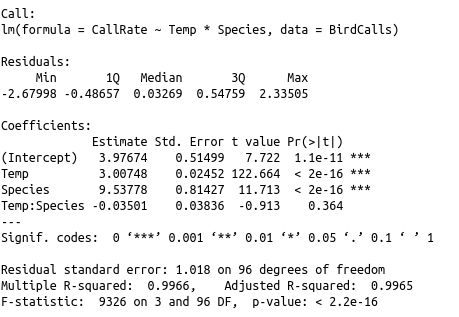 Call:
lm(formula = CallRate ~ Temp * Species, data = BirdCalls)

Residuals:
     Min       1Q   Median       3Q      Max
-2.67998 -0.48657  0.03269  0.54759  2.33505

Coefficients:
             Estimate Std. Error t value Pr(>|t|)
(Intercept)   3.97674    0.51499   7.722  1.1e-11 ***
Temp          3.00748    0.02452 122.664  < 2e-16 ***
Species       9.53778    0.81427  11.713  < 2e-16 ***
Temp:Species -0.03501    0.03836  -0.913    0.364
---
Signif. codes:  0 ‘***’ 0.001 ‘**’ 0.01 ‘*’ 0.05 ‘.’ 0.1 ‘ ’ 1

Residual standard error: 1.018 on 96 degrees of freedom
Multiple R-squared:  0.9966,    Adjusted R-squared:  0.9965
F-statistic:  9326 on 3 and 96 DF,  p-value: < 2.2e-16